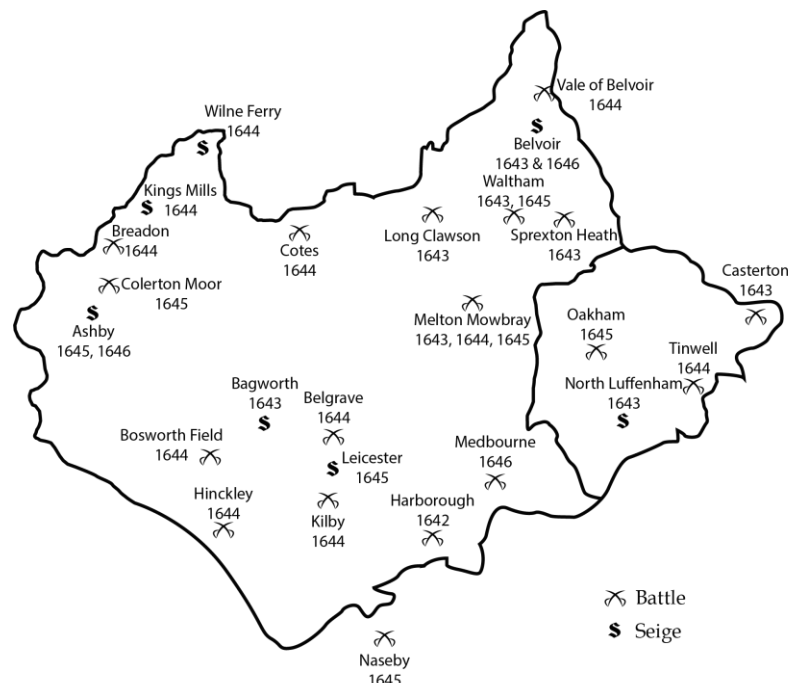 Vale of Belvoir
1644
Wilne Ferry
1644
Belvoir
1643 & 1646
Waltham
1643, 1645
Kings Mills
1644
Breadon
1644
Cotes
1644
Long Clawson
1643
Sprexton Heath
1643
Colerton Moor
1645
Casterton
1643
Ashby
1645, 1646
Melton Mowbray
1643, 1644, 1645
Oakham
1645
Tinwell
1644
North Luffenham
1643
Bagworth
1643
Belgrave
1644
Bosworth Field
1644
Leicester
1645
Medbourne
1646
Hinckley
1644
Kilby
1644
Harborough
1642
Battle
Seige
Naseby
1645